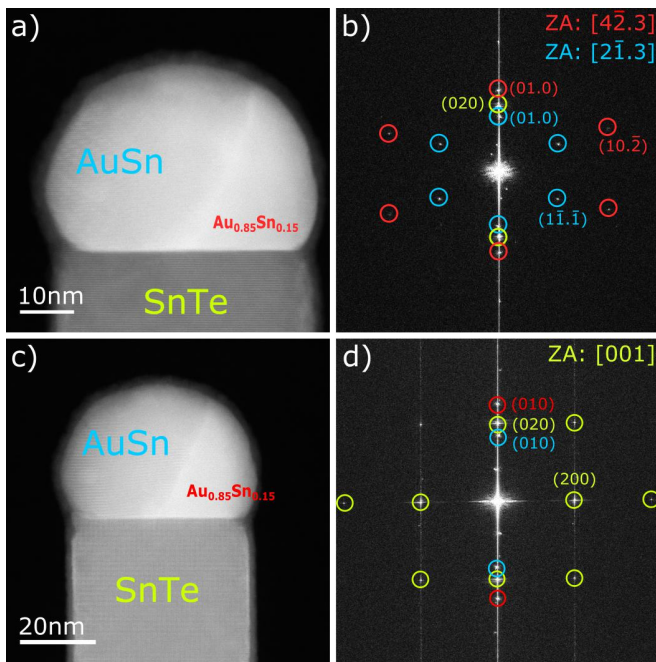 a)
AuSn
Au0.85Sn0.15
SnTe
10nm
b)
ZA: [42̄.3]
ZA: [21̄.3]
(01.0)
(020)
(01.0)
(10.2̄)
(11̄.1̄)
c)
AuSn
Au0.85Sn0.15
SnTe
20nm
d)
ZA: [001]
(010)
(020)
(010)
(200)